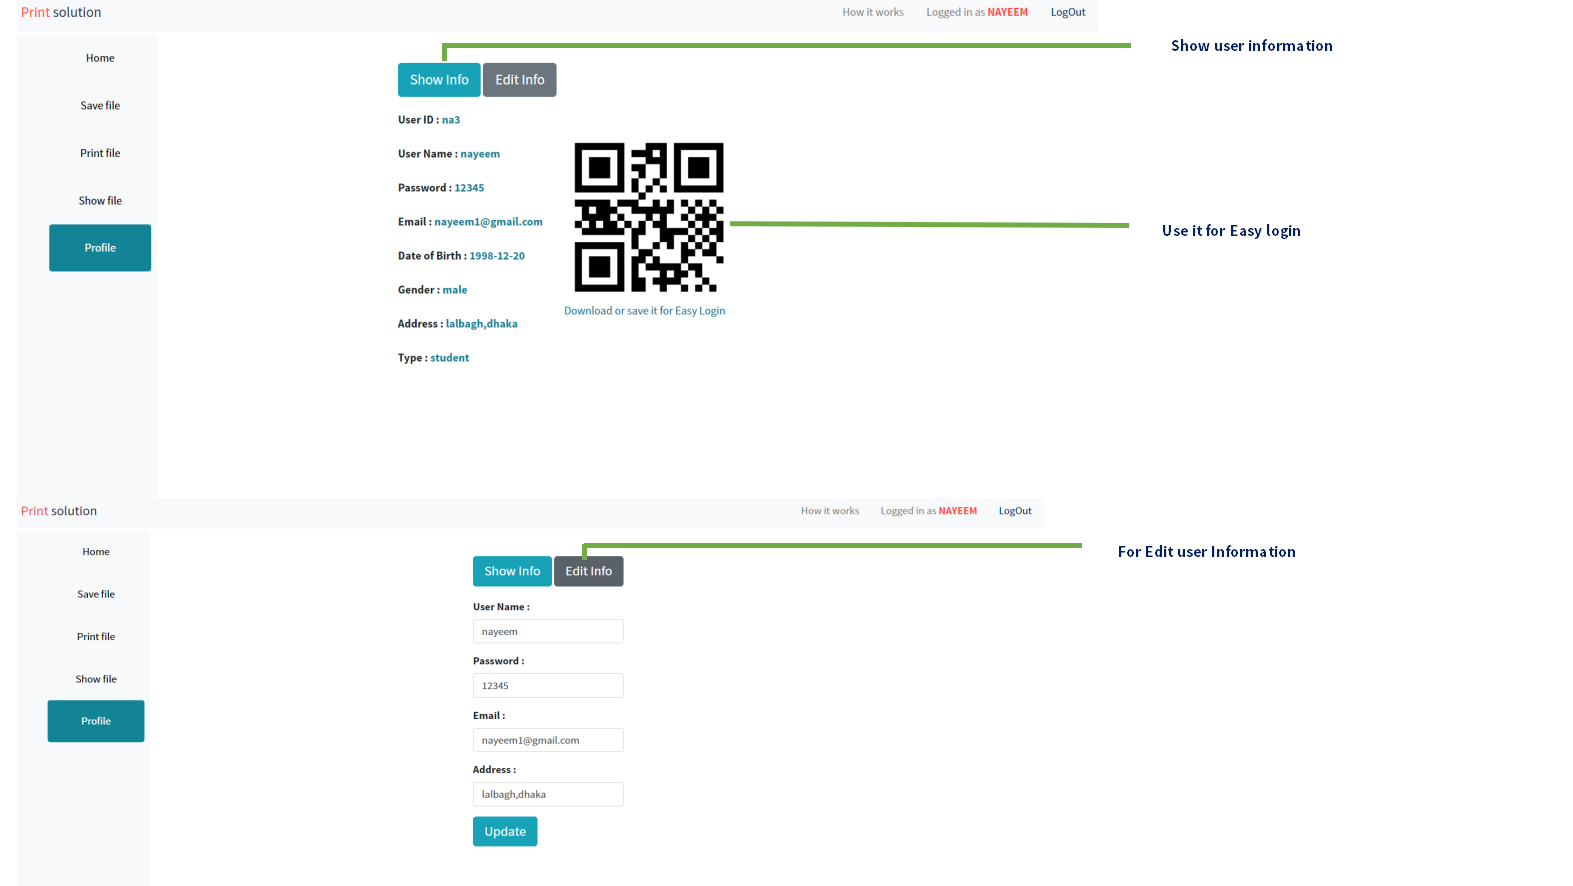 Print solution
How it works Logged in as NAYEEM LogOut
Home
Save file
Print file
Show file
Profile
Show Info Edit Info
Show user information
User ID : na3
User Name : nayeem
Password : 12345
Email : nayeem1@gmail.com
Date of Birth : 1998-12-20
Gender : male
Address : lalbagh,dhaka
Type : student
Download or save it for Easy Login
Use it for Easy login
Print solution
How it works Logged in as NAYEEM LogOut
Home
Save file
Print file
Show file
Profile
Show Info Edit Info
For Edit user Information
User Name :
nayeem
Password :
12345
Email :
nayeem1@gmail.com
Address :
lalbagh,dhaka
Update